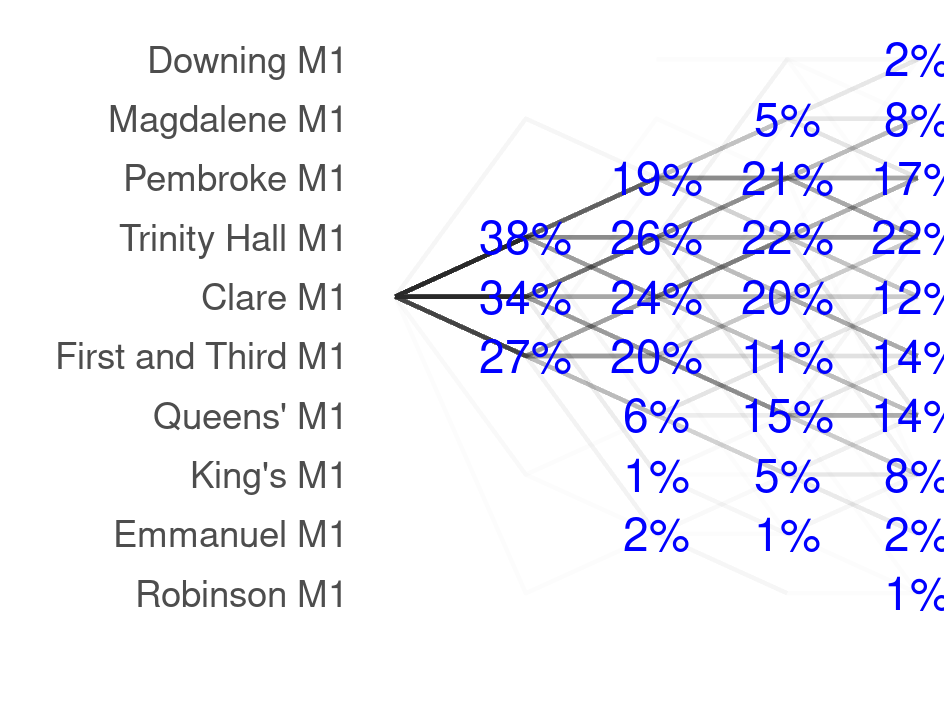 Downing M1 2%
Magdalene M1 5% 8%
Pembroke M1 19% 21% 17%
Trinity Hall M1 38% 26% 22% 22%
Clare M1 34% 24% 20% 12%
First and Third M1 27% 20% 11% 14%
Queens' M1 6% 15% 14%
King's M1 1% 5% 8%
Emmanuel M1 2% 1% 2%
Robinson M1 1%